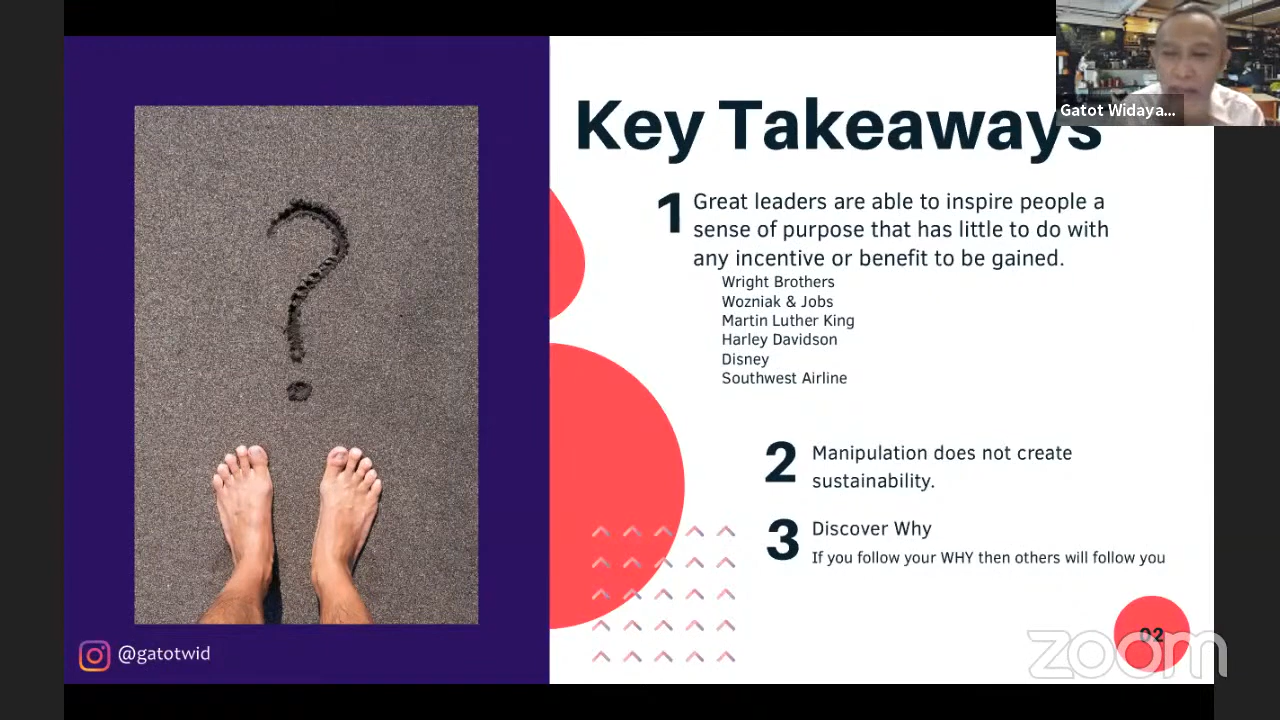 Gatot Widaya...
Key Takeaways
1
Great leaders are able to inspire people a
sense of purpose that has little to do with
any incentive or benefit to be gained.
Wright Brothers
Wozniak & Jobs
Martin Luther King
Harley Davidson
Disney
Southwest Airline
2
Manipulation does not create
sustainability.
3
Discover Why
If you follow your WHY then others will follow you
@gatotwid
02
zoom